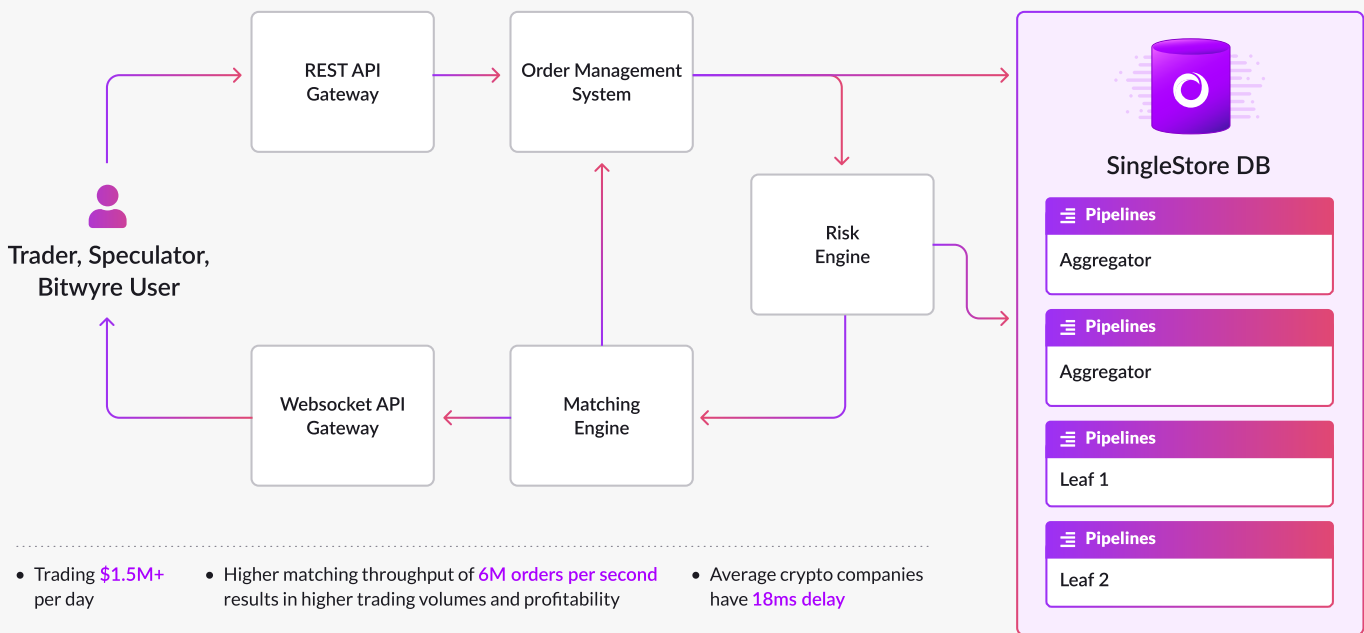 REST API
Gateway
Order Management
System
SingleStore DB
Trader, Speculator,
Bitwyre User
Risk
Engine
Websocket API
Gateway
Matching
Engine
Pipelines
Aggregator
Pipelines
Aggregator
Pipelines
Leaf 1
Pipelines
Leaf 2
• Trading $1.5M+
per day
• Higher matching throughput of 6M orders per second
results in higher trading volumes and profitability
• Average crypto companies
have 18ms delay